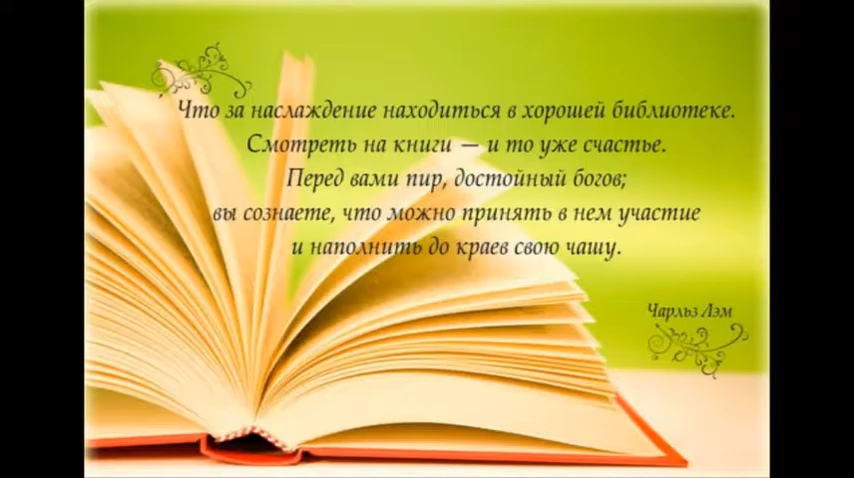 Что за наслаждение находиться в хорошей библиотеке.
Смотреть на книги — и то уже счастье.
Перед вами пир, достойный богов;
вы сознаете, что можно принять в нем участие
и наполнить до краев свою чашу.
Чарльз Лэм